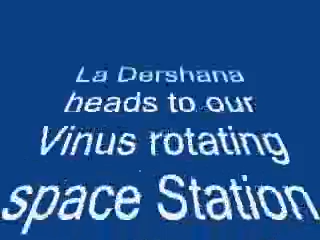 La Dershana
heads to our
Vinus rotating
space Station